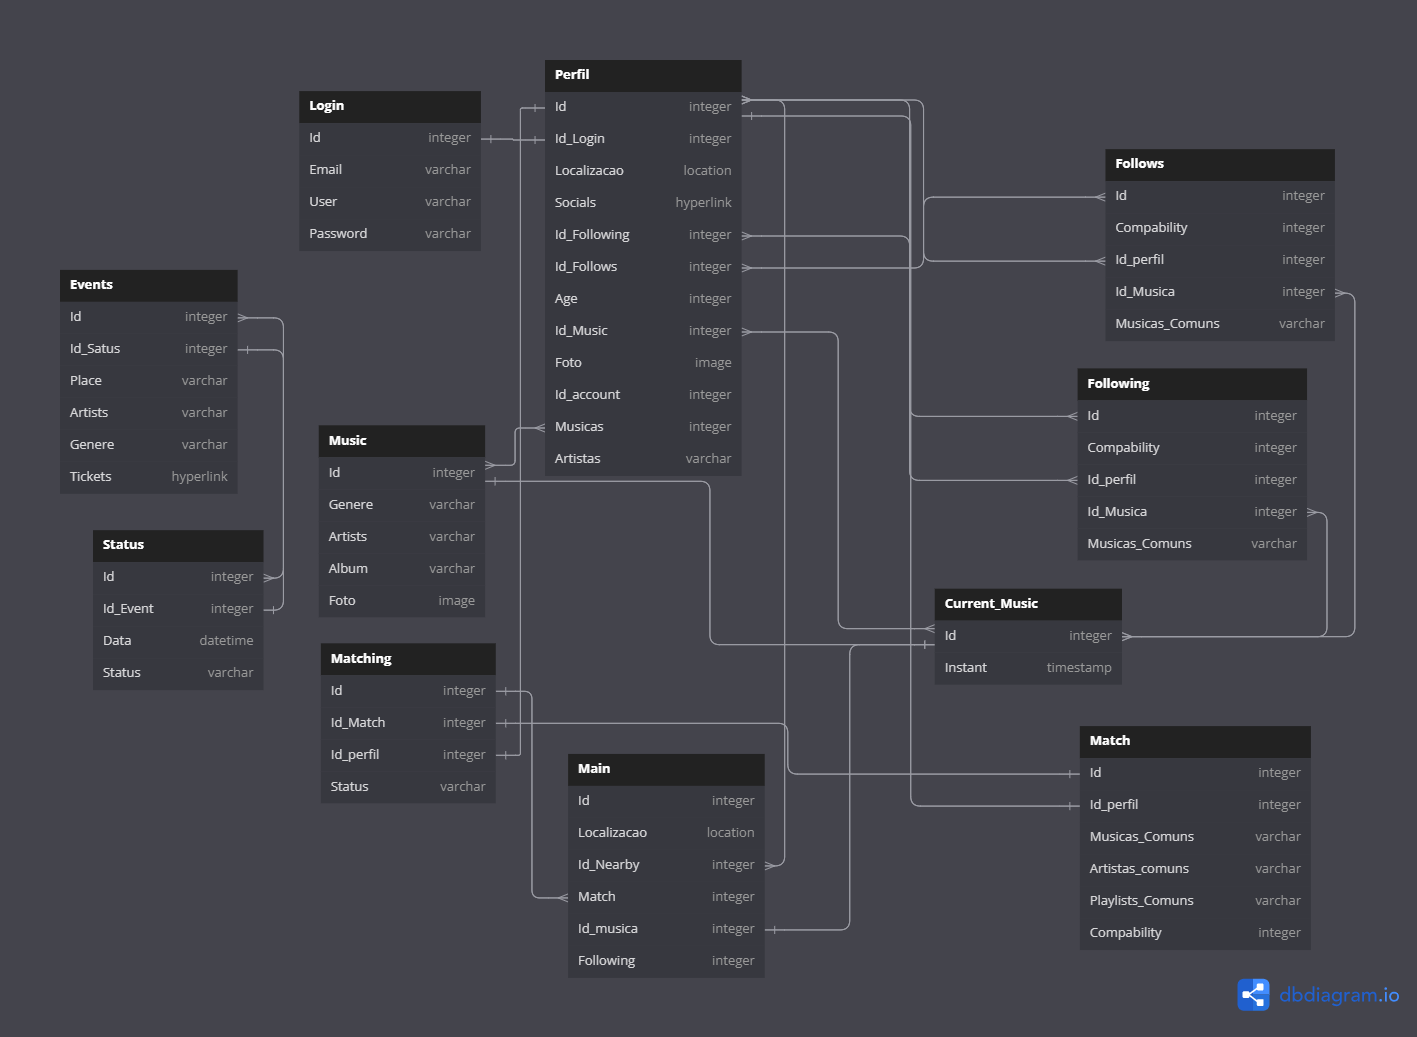 Perfil
Id integer
Id_Login integer
Localizacao location
Socials hyperlink
Id_Following integer
Id_Follows integer
Age integer
Id_Music integer
Foto image
Id_account integer
Musicas integer
Artistas varchar
Login
Id integer
Email varchar
User varchar
Password varchar
Follows
Id integer
Compability integer
Id_perfil integer
Id_Musica integer
Musicas_Comuns varchar
Events
Id integer
Id_Satus integer
Place varchar
Artists varchar
Genere varchar
Tickets hyperlink
Following
Id integer
Compability integer
Id_perfil integer
Id_Musica integer
Musicas_Comuns varchar
Music
Id integer
Genere varchar
Artists varchar
Album varchar
Foto image
Status
Id integer
Id_Event integer
Data datetime
Status varchar
Current_Music
Id integer
Instant timestamp
Matching
Id integer
Id_Match integer
Id_perfil integer
Status varchar
Main
Id integer
Localizacao location
Id_Nearby integer
Match integer
Id_musica integer
Following integer
Match
Id integer
Id_perfil integer
Musicas_Comuns varchar
Artistas_comuns varchar
Playlists_Comuns varchar
Compability integer
dbdiagram.io